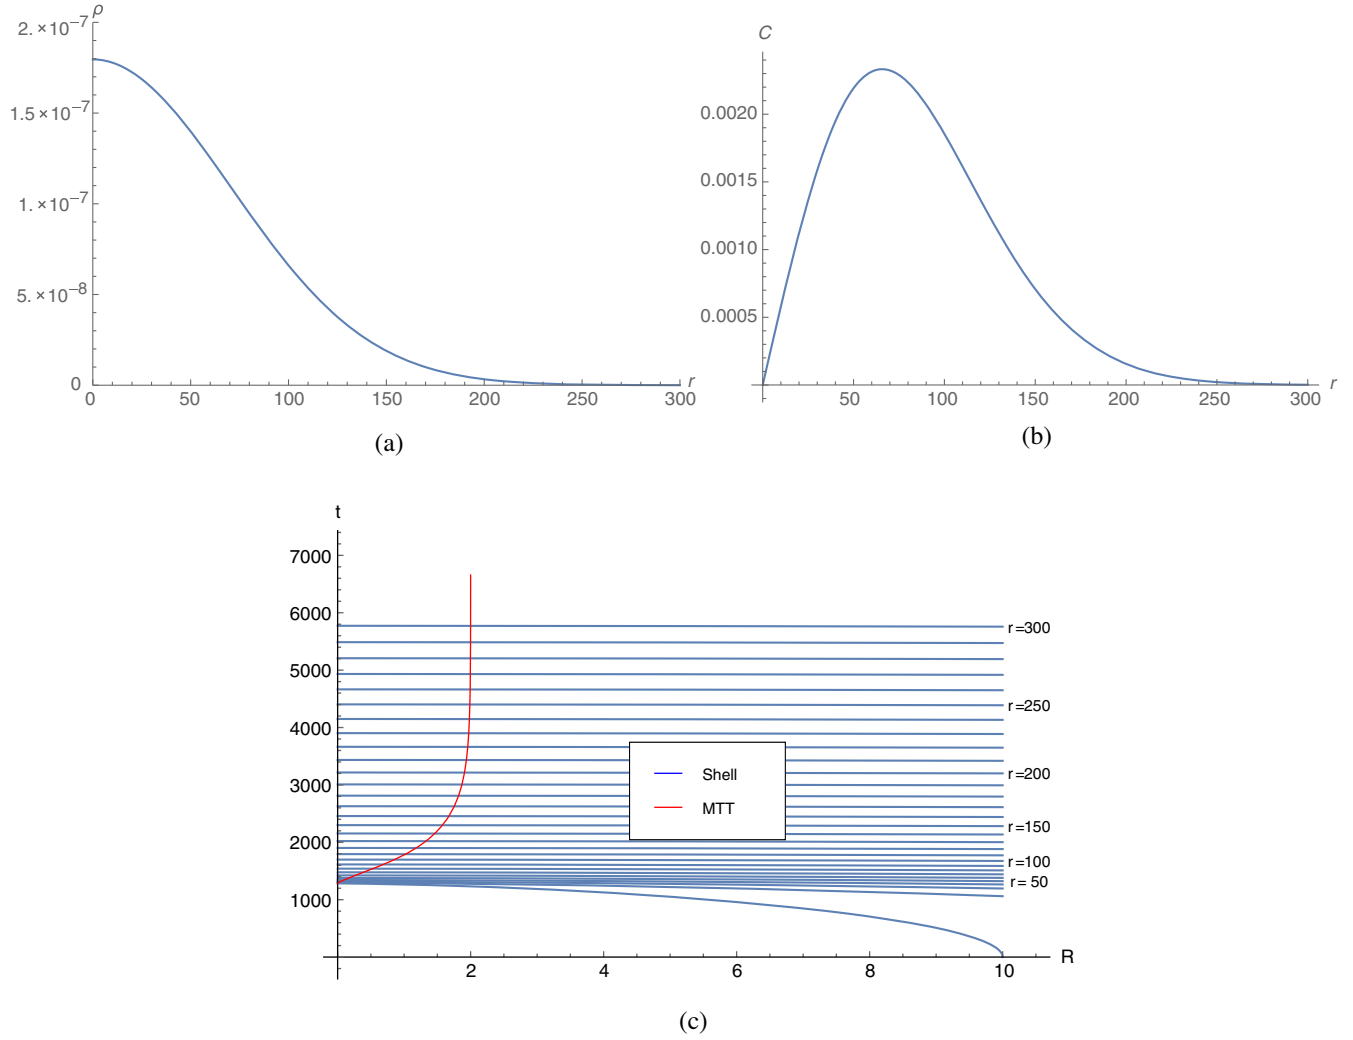 ρ
2.×10⁻⁷
1.5×10⁻⁷
1.×10⁻⁷
5.×10⁻⁸
0
0 50 100 150 200 250 300
r
(a)
C
0.0020
0.0015
0.0010
0.0005
50 100 150 200 250 300
r
(b)
t
7000
6000
5000
4000
3000
2000
1000
r=300
r=250
r=200
r=150
r=100
r= 50
Shell
MTT
2 4 6 8 10
R
(c)